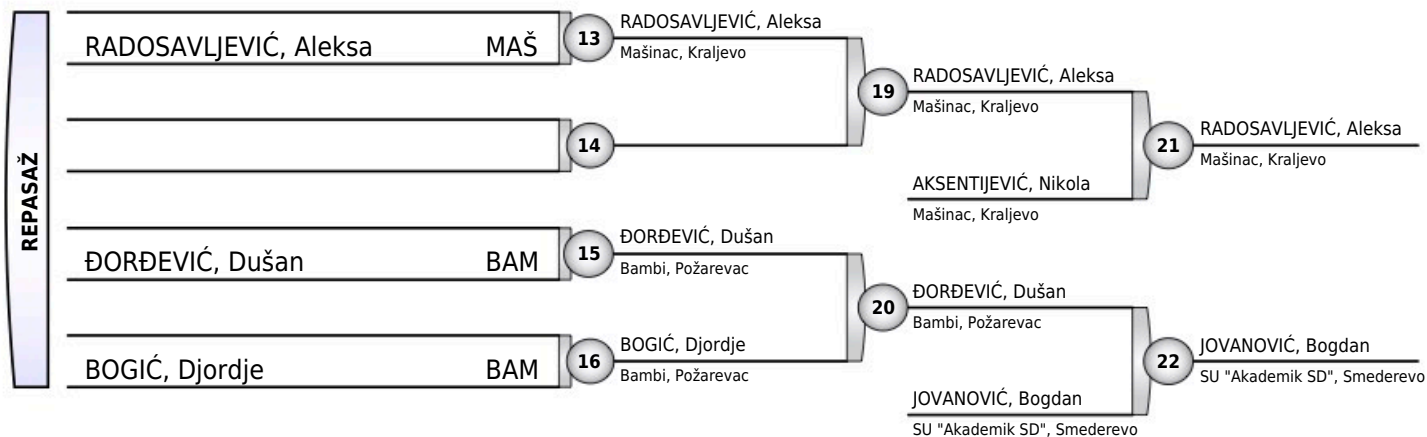 REPASAŽ
RADOSAVLJEVIĆ, Aleksa MAŠ
13
RADOSAVLJEVIĆ, Aleksa
Mašinac, Kraljevo
14
19
RADOSAVLJEVIĆ, Aleksa
Mašinac, Kraljevo
AKSENTIJEVIĆ, Nikola
Mašinac, Kraljevo
21
RADOSAVLJEVIĆ, Aleksa
Mašinac, Kraljevo
ĐORĐEVIĆ, Dušan BAM
15
ĐORĐEVIĆ, Dušan
Bambi, Požarevac
BOGIĆ, Djordje BAM
16
BOGIĆ, Djordje
Bambi, Požarevac
20
ĐORĐEVIĆ, Dušan
Bambi, Požarevac
JOVANOVIĆ, Bogdan
SU "Akademik SD", Smederevo
22
JOVANOVIĆ, Bogdan
SU "Akademik SD", Smederevo